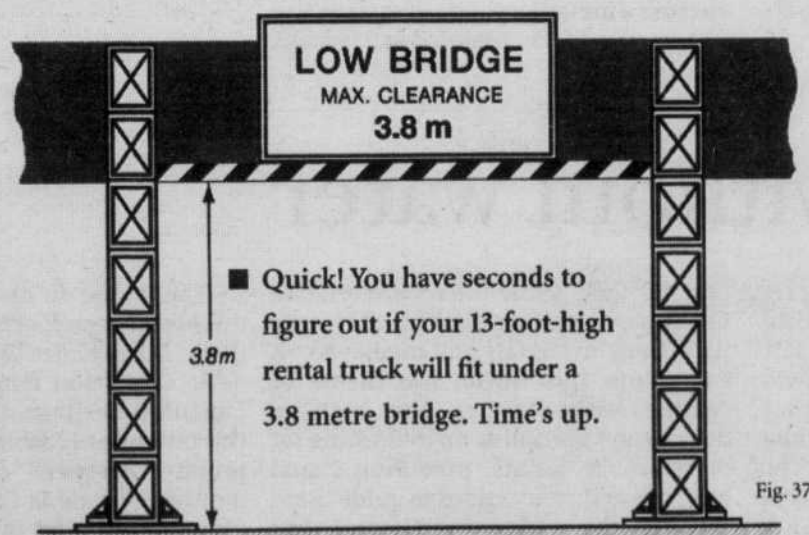 LOW BRIDGE
MAX. CLEARANCE
3.8 m
■ Quick! You have seconds to
figure out if your 13-foot-high
3.8m
rental truck will fit under a
3.8 metre bridge. Time's up.
Fig. 37